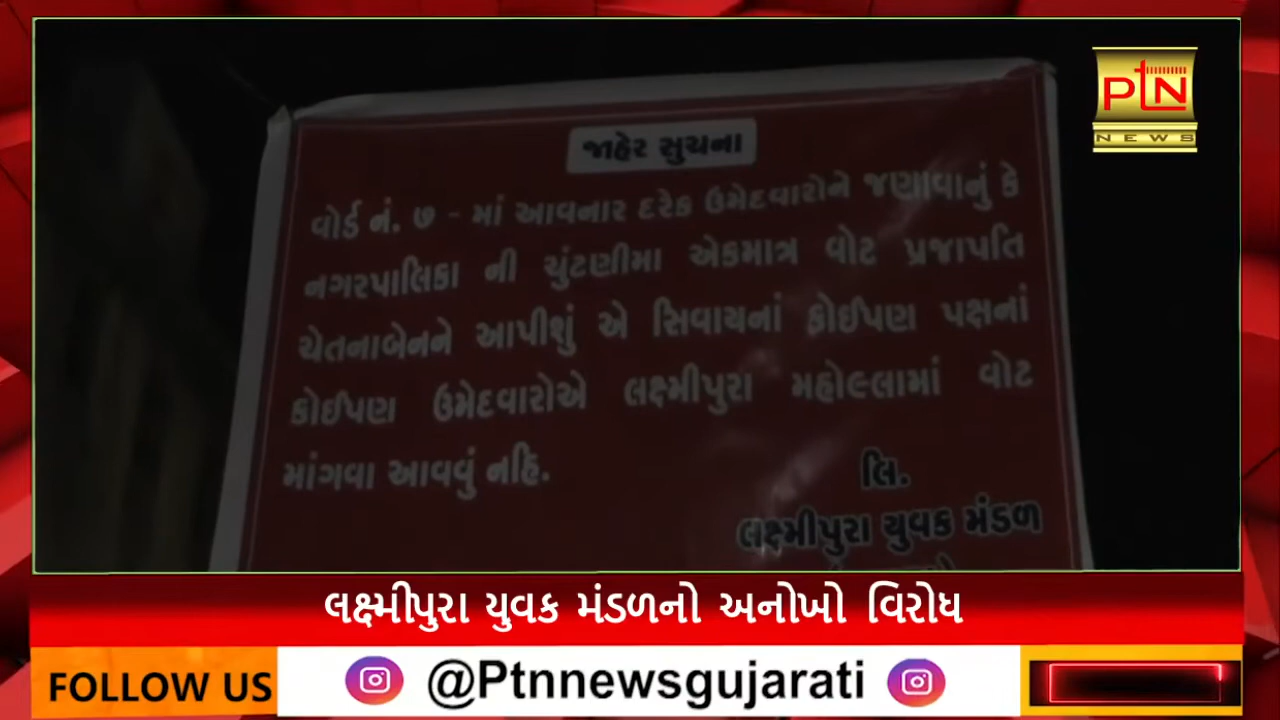 PTN
NEWS
જાહેર સુચના
વોર્ડ નં. ૭ - માં આવનાર દરેક ઉમેદવારોને જણાવાનું કે
નગરપાલિકા ની ચુંટણીમા એકમાત્ર વોટ પ્રજાપતિ
ચેતનાબેનને આપીશું એ સિવાયનાં કોઈપણ પક્ષનાં
કોઈપણ ઉમેદવારોએ લક્ષ્મીપુરા મહોલ્લામાં વોટ
માંગવા આવવું નહિ.
લિ.
લક્ષ્મીપુરા યુવક મંડળ
લક્ષ્મીપુરા યુવક મંડળનો અનોખો વિરોધ
FOLLOW US @Ptnnewsgujarati